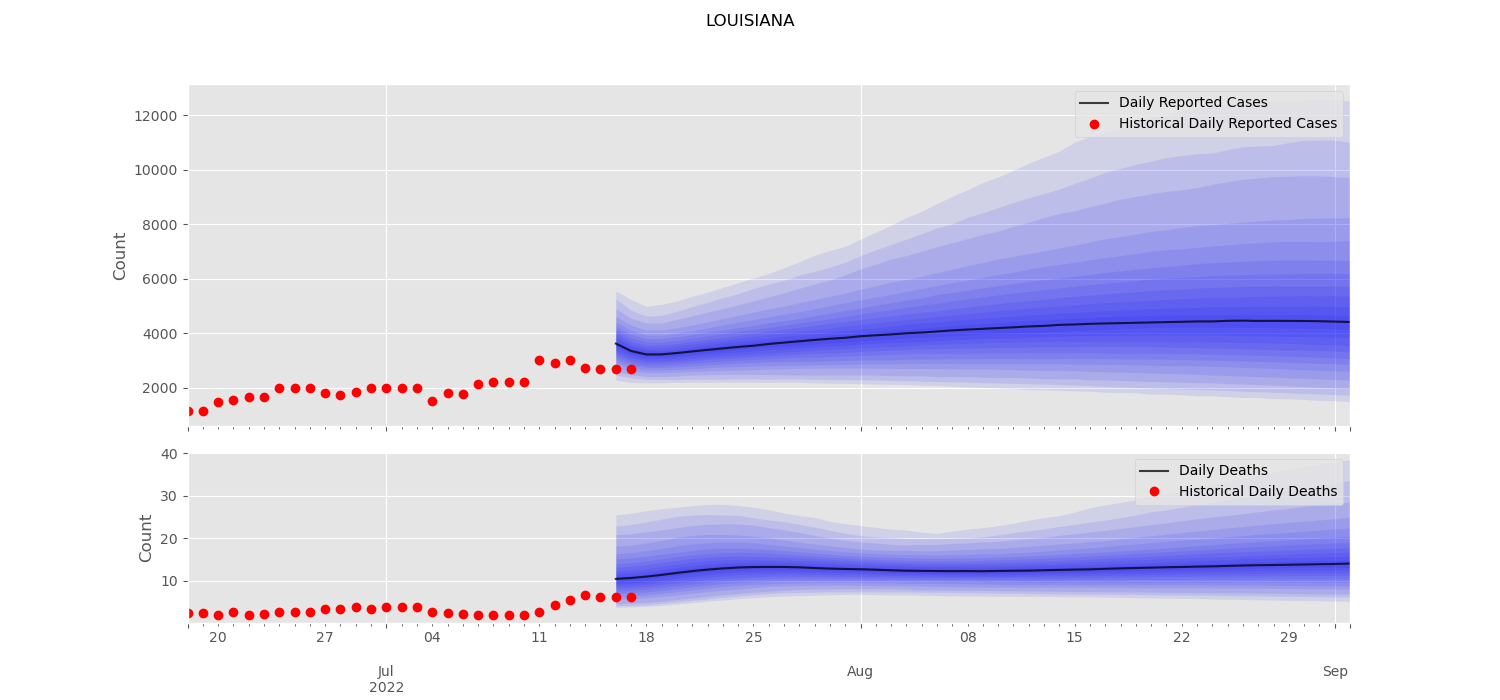 LOUISIANA
Count
12000
10000
8000
6000
4000
2000
Daily Reported Cases
Historical Daily Reported Cases
Count
40
30
20
10
Daily Deaths
Historical Daily Deaths
20 27 04 11 18 25 08 15 22 29
Jul Aug Sep
2022